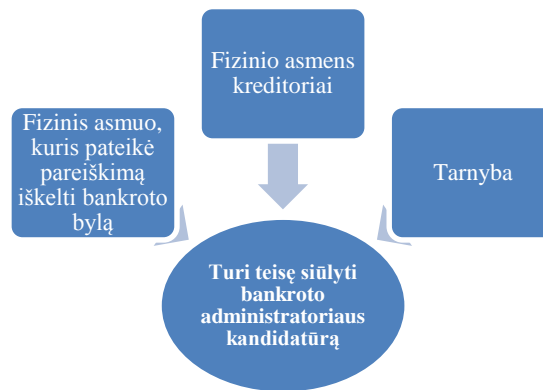 Fizinio asmens
kreditoriai
Fizinis asmuo,
kuris pateikė
pareiškimą
iškelti bankroto
bylą
Tarnyba
Turi teisę siūlyti
bankroto
administratoriaus
kandidatūrą